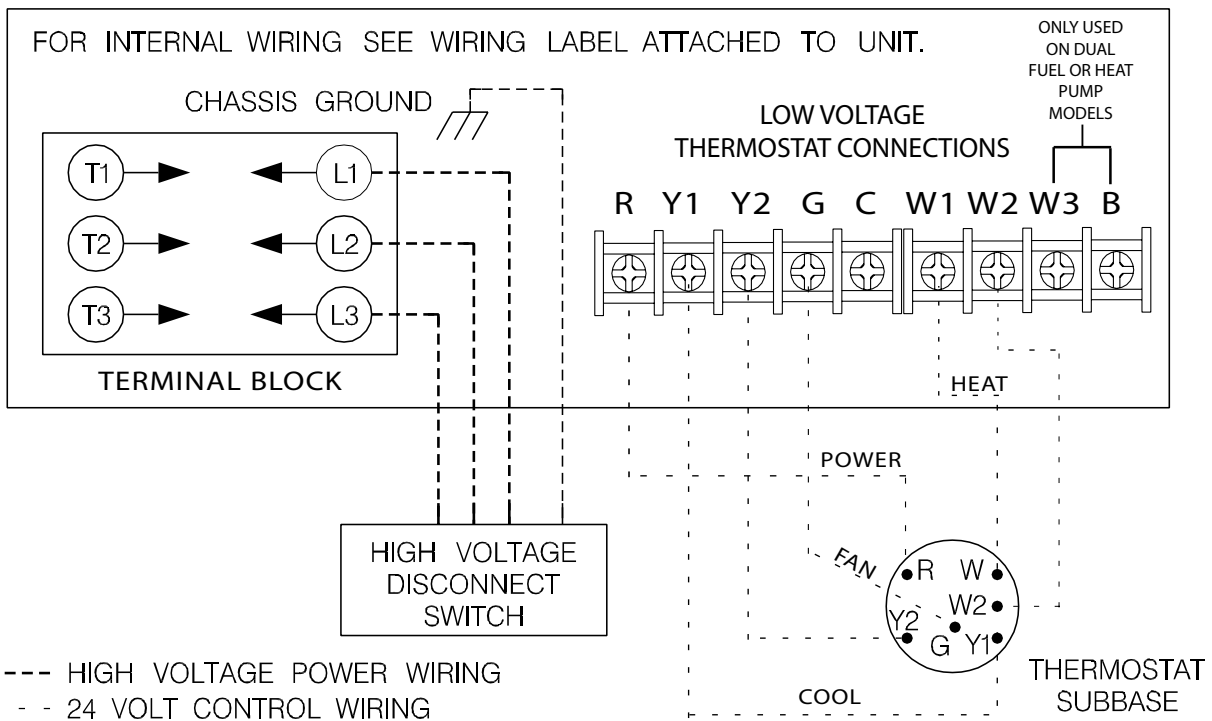 FOR INTERNAL WIRING SEE WIRING LABEL ATTACHED TO UNIT.
ONLY USED
ON DUAL
FUEL OR HEAT
PUMP
MODELS
CHASSIS GROUND
LOW VOLTAGE
THERMOSTAT CONNECTIONS
T1 L1
T2 L2
T3 L3
TERMINAL BLOCK
R Y1 Y2 G C W1 W2 W3 B
HEAT
POWER
HIGH VOLTAGE
DISCONNECT
SWITCH
FAN
R W
W2
Y2
G Y1
THERMOSTAT
SUBBASE
COOL
--- HIGH VOLTAGE POWER WIRING
- - 24 VOLT CONTROL WIRING